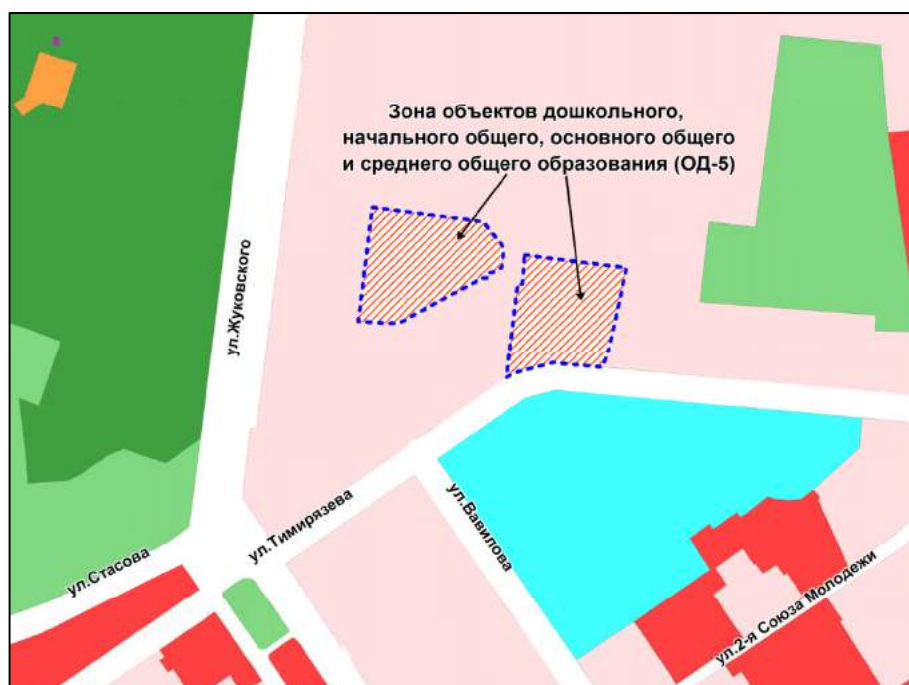 Зона объектов дошкольного,
начального общего, основного общего
и среднего общего образования (ОД-5)
ул.Жуковского
ул.Тимирязева
ул.Вавилова
ул.Стасова
ул.2-я Союза Молодежи